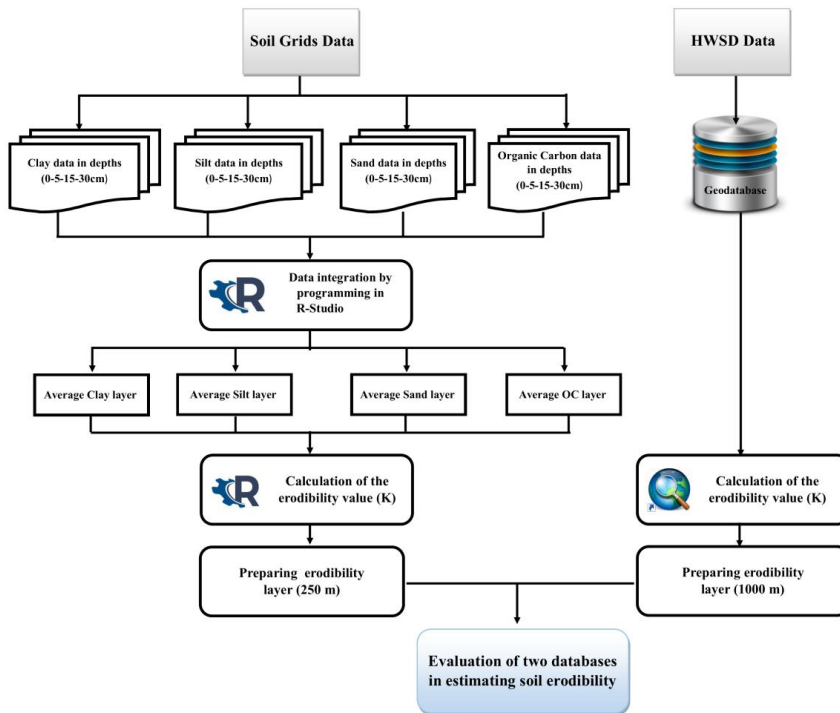 Soil Grids Data
HWSD Data
Clay data in depths
(0-5-15-30cm)
Silt data in depths
(0-5-15-30cm)
Sand data in depths
(0-5-15-30cm)
Organic Carbon data
in depths
(0-5-15-30cm)
Geodatabase
R
Data integration by
programming in
R-Studio
Average Clay layer
Average Silt layer
Average Sand layer
Average OC layer
R
Calculation of the
erodibility value (K)
Calculation of the
erodibility value (K)
Preparing erodibility
layer (250 m)
Preparing erodibility
layer (1000 m)
Evaluation of two databases
in estimating soil erodibility